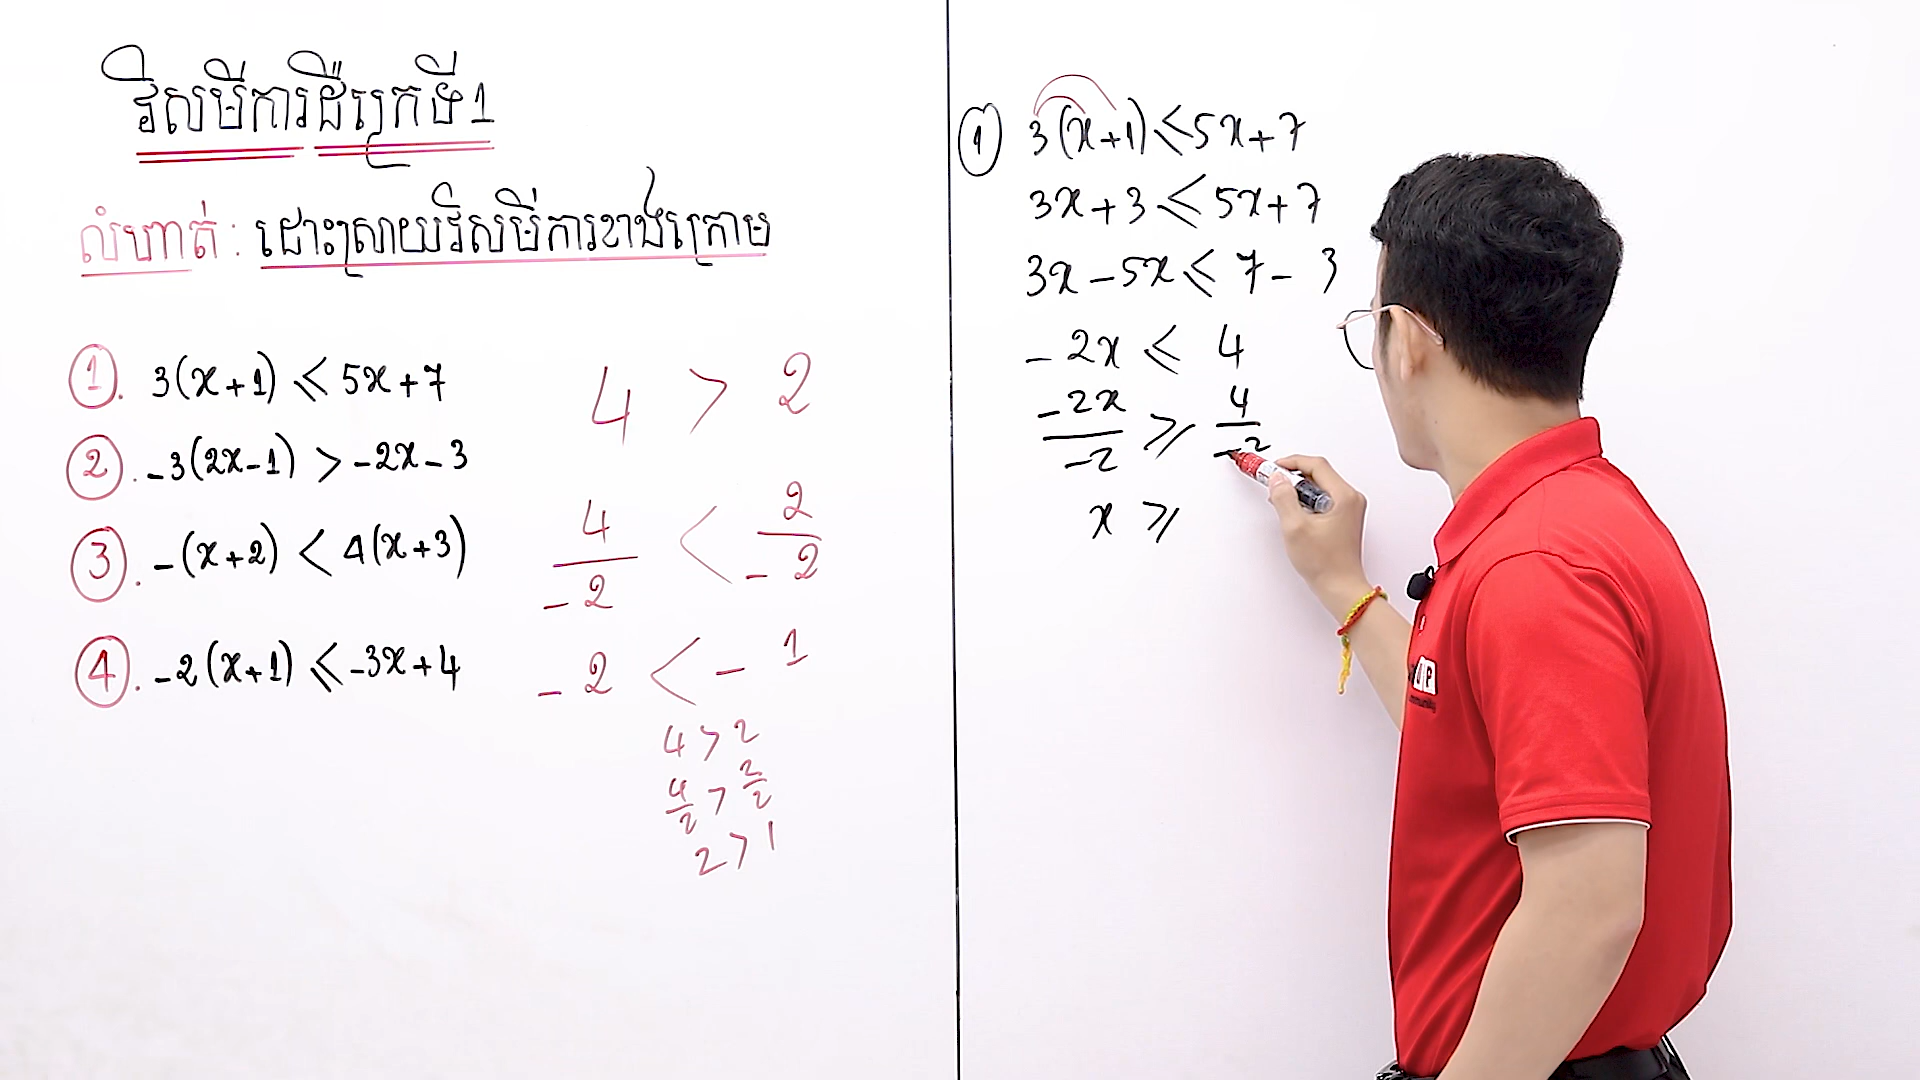 វិសមីការដឺក្រេទី1
លំហាត់ : ដោះស្រាយវិសមីការខាងក្រោម
1. 3(x+1) ⩽ 5x+7
2. -3(2x-1) > -2x-3
3. -(x+2) < 4(x+3)
4. -2(x+1) ⩽ -3x+4
4 > 2
4/-2 < 2/-2
-2 < -1
4 > 2
4/2 > 2/2
2 > 1
1 3(x+1) ⩽ 5x+7
3x+3 ⩽ 5x+7
3x-5x ⩽ 7-3
-2x ⩽ 4
-2x/-2 ⩾ 4/-2
x ⩾